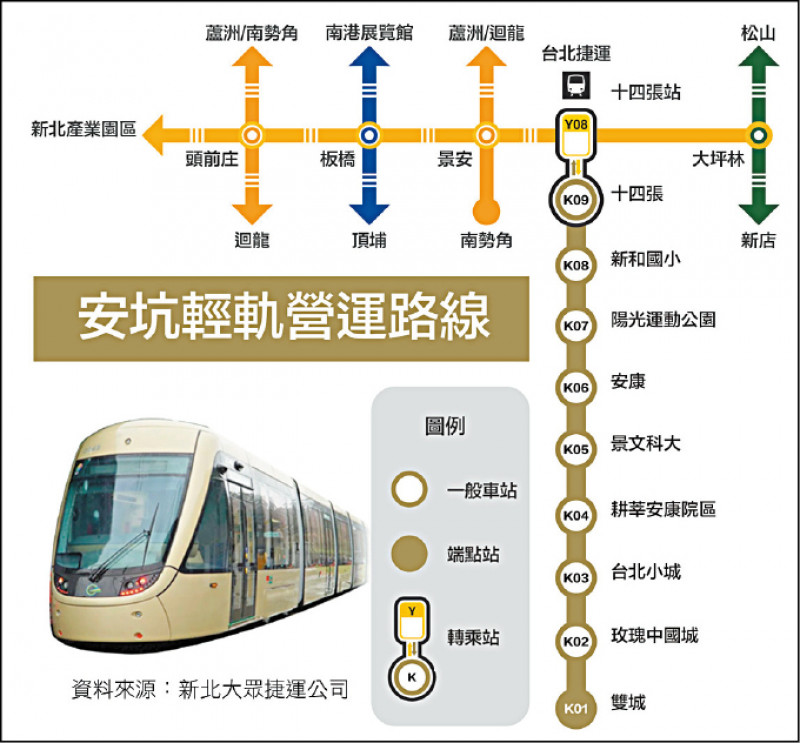 蘆洲/南勢角
南港展覽館
蘆洲/迴龍
台北捷運
松山
十四張站
新北產業園區
頭前庄
板橋
景安
Y08
大坪林
K09
十四張
迴龍
頂埔
南勢角
新店
安坑輕軌營運路線
K08
新和國小
K07
陽光運動公園
K06
安康
K05
景文科大
K04
耕莘安康院區
K03
台北小城
K02
玫瑰中國城
K01
雙城
圖例
一般車站
端點站
Y
轉乘站
K
資料來源：新北大眾捷運公司